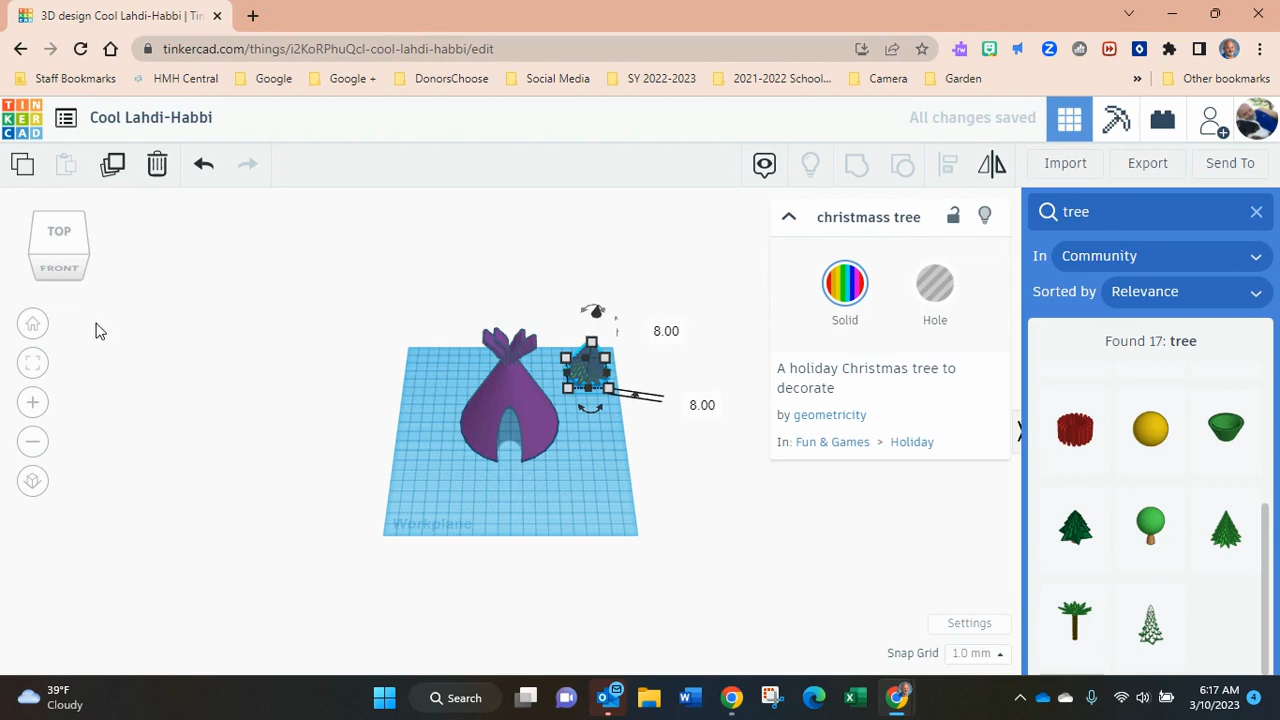 3D design Cool Lahdi-Habbi | Tin
tinkercad.com/things/i2KoRPhuQcl-cool-lahdi-habbi/edit
Staff Bookmarks HMH Central Google Google + DonorsChoose Social Media SY 2022-2023 2021-2022 School... Camera Garden » Other bookmarks
TIN
KER
CAD
Cool Lahdi-Habbi
All changes saved
Import Export Send To
TOP
FRONT
christmass tree
Solid Hole
A holiday Christmas tree to
decorate
by geometricity
In: Fun & Games > Holiday
tree
In Community
Sorted by Relevance
Found 17: tree
8.00
8.00
Workplane
Settings
Snap Grid 1.0 mm
39°F
Cloudy
Search
6:17 AM
3/10/2023
4